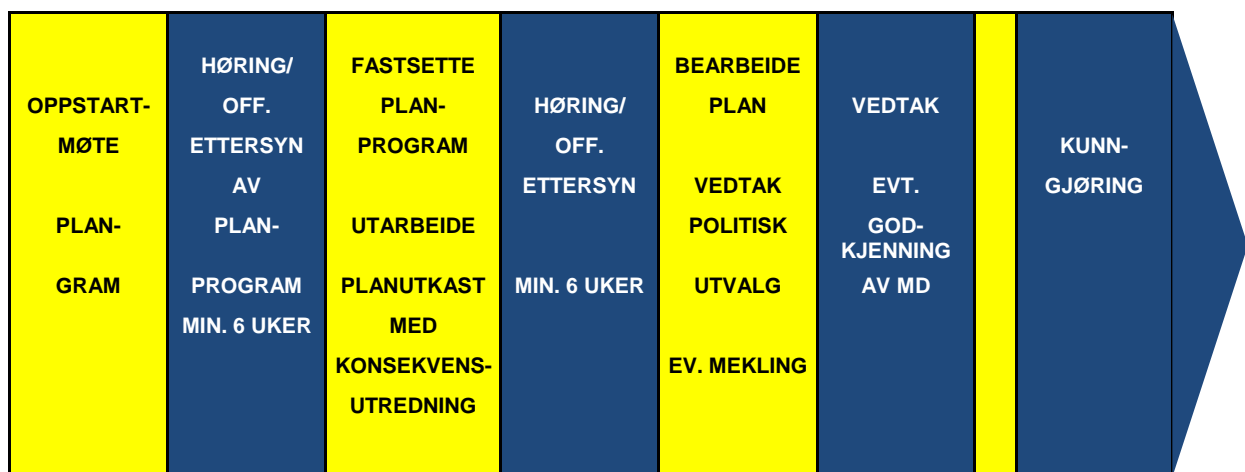 OPPSTART-
MØTE
PLAN-
GRAM
HØRING/
OFF.
ETTERSYN
AV
PLAN-
PROGRAM
MIN. 6 UKER
FASTSETTE
PLAN-
PROGRAM
UTARBEIDE
PLANUTKAST
MED
KONSEKVENS-
UTREDNING
HØRING/
OFF.
ETTERSYN
MIN. 6 UKER
BEARBEIDE
PLAN
VEDTAK
POLITISK
UTVALG
EV. MEKLING
VEDTAK
EVT.
GOD-
KJENNING
AV MD
KUNN-
GJØRING